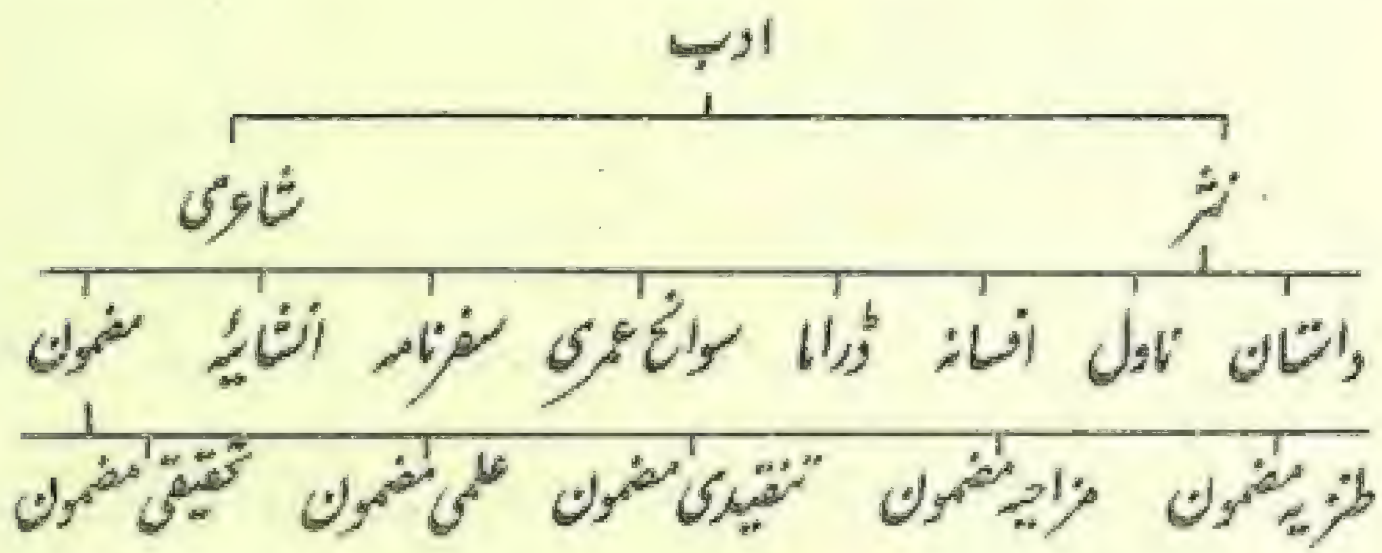 ادب
نثر شاعری
داستان ناول افسانہ ڈراما سوانح عمری سفرنامہ انشائیہ مضمون
طنزیہ مضمون مزاحیہ مضمون تنقیدی مضمون علمی مضمون تحقیقی مضمون